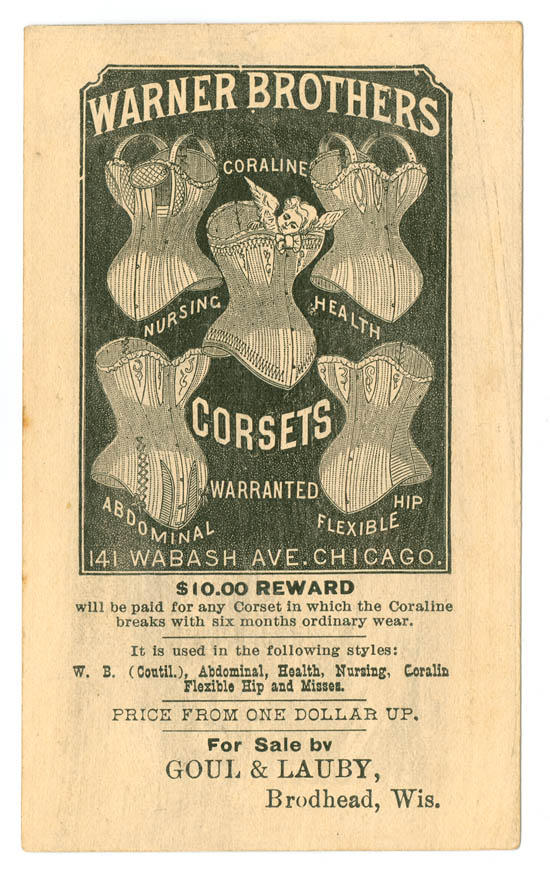 WARNER BROTHERS
CORALINE
NURSING
HEALTH
CORSETS
WARRANTED
ABDOMINAL
FLEXIBLE HIP
141 WABASH AVE. CHICAGO.
$10.00 REWARD
will be paid for any Corset in which the Coraline
breaks with six months ordinary wear.
It is used in the following styles:
W. B. (Coutil.), Abdominal, Health, Nursing, Coralin
Flexible Hip and Misses.
PRICE FROM ONE DOLLAR UP.
For Sale by
GOUL & LAUBY,
Brodhead, Wis.